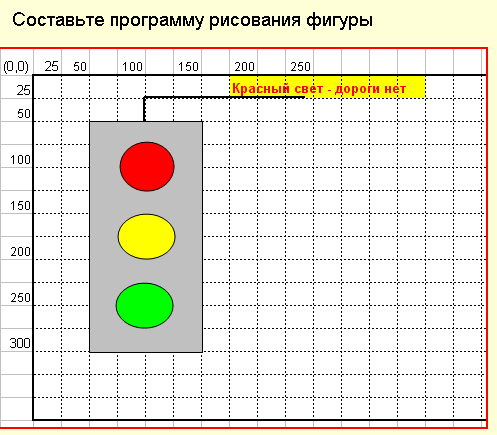 Составьте программу рисования фигуры
(0,0) 25 50 100 150 200 250
25 Красный свет - дороги нет
50
100
150
200
250
300